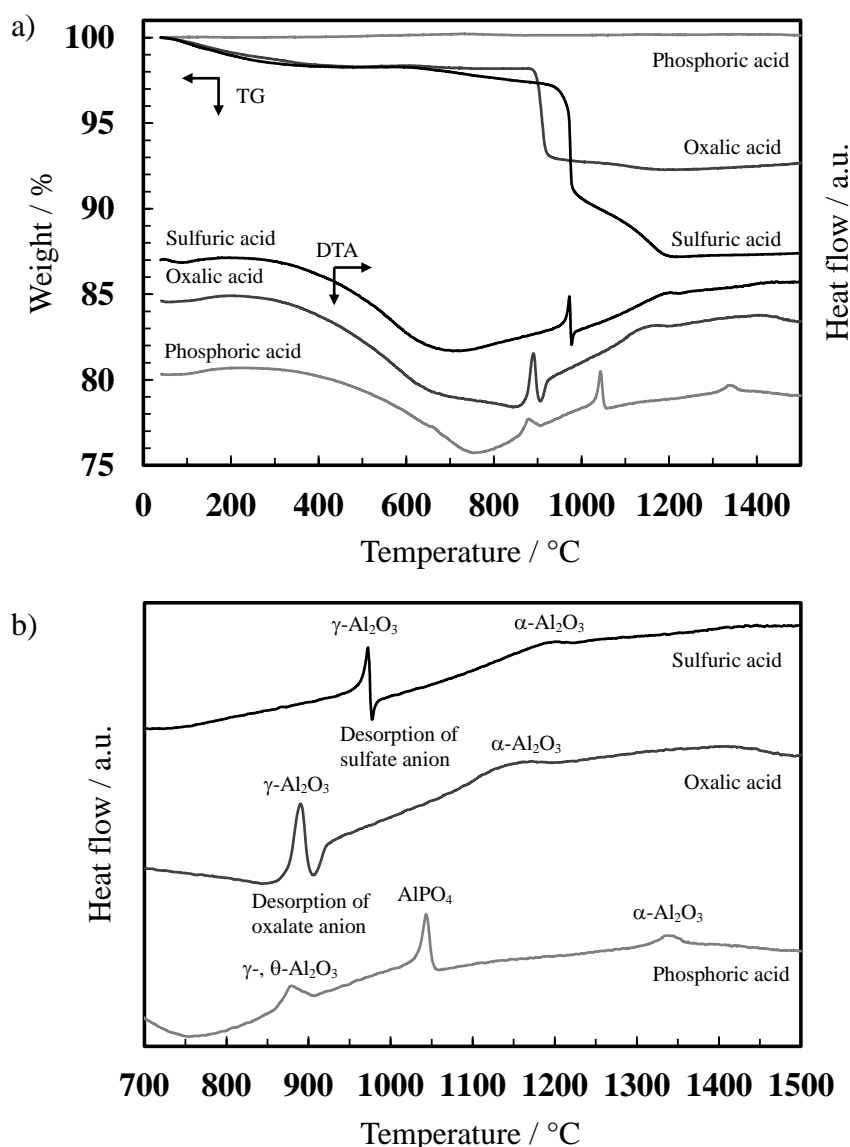 a)
100
95
90
85
80
75
Weight / %
Heat flow / a.u.
TG
Phosphoric acid
Oxalic acid
Sulfuric acid
Sulfuric acid
DTA
Oxalic acid
Phosphoric acid
0 200 400 600 800 1000 1200 1400
Temperature / °C
b)
Heat flow / a.u.
γ-Al₂O₃
α-Al₂O₃
Sulfuric acid
Desorption of
sulfate anion
γ-Al₂O₃
α-Al₂O₃
Oxalic acid
Desorption of
oxalate anion
AlPO₄
α-Al₂O₃
γ-, θ-Al₂O₃
Phosphoric acid
700 800 900 1000 1100 1200 1300 1400 1500
Temperature / °C